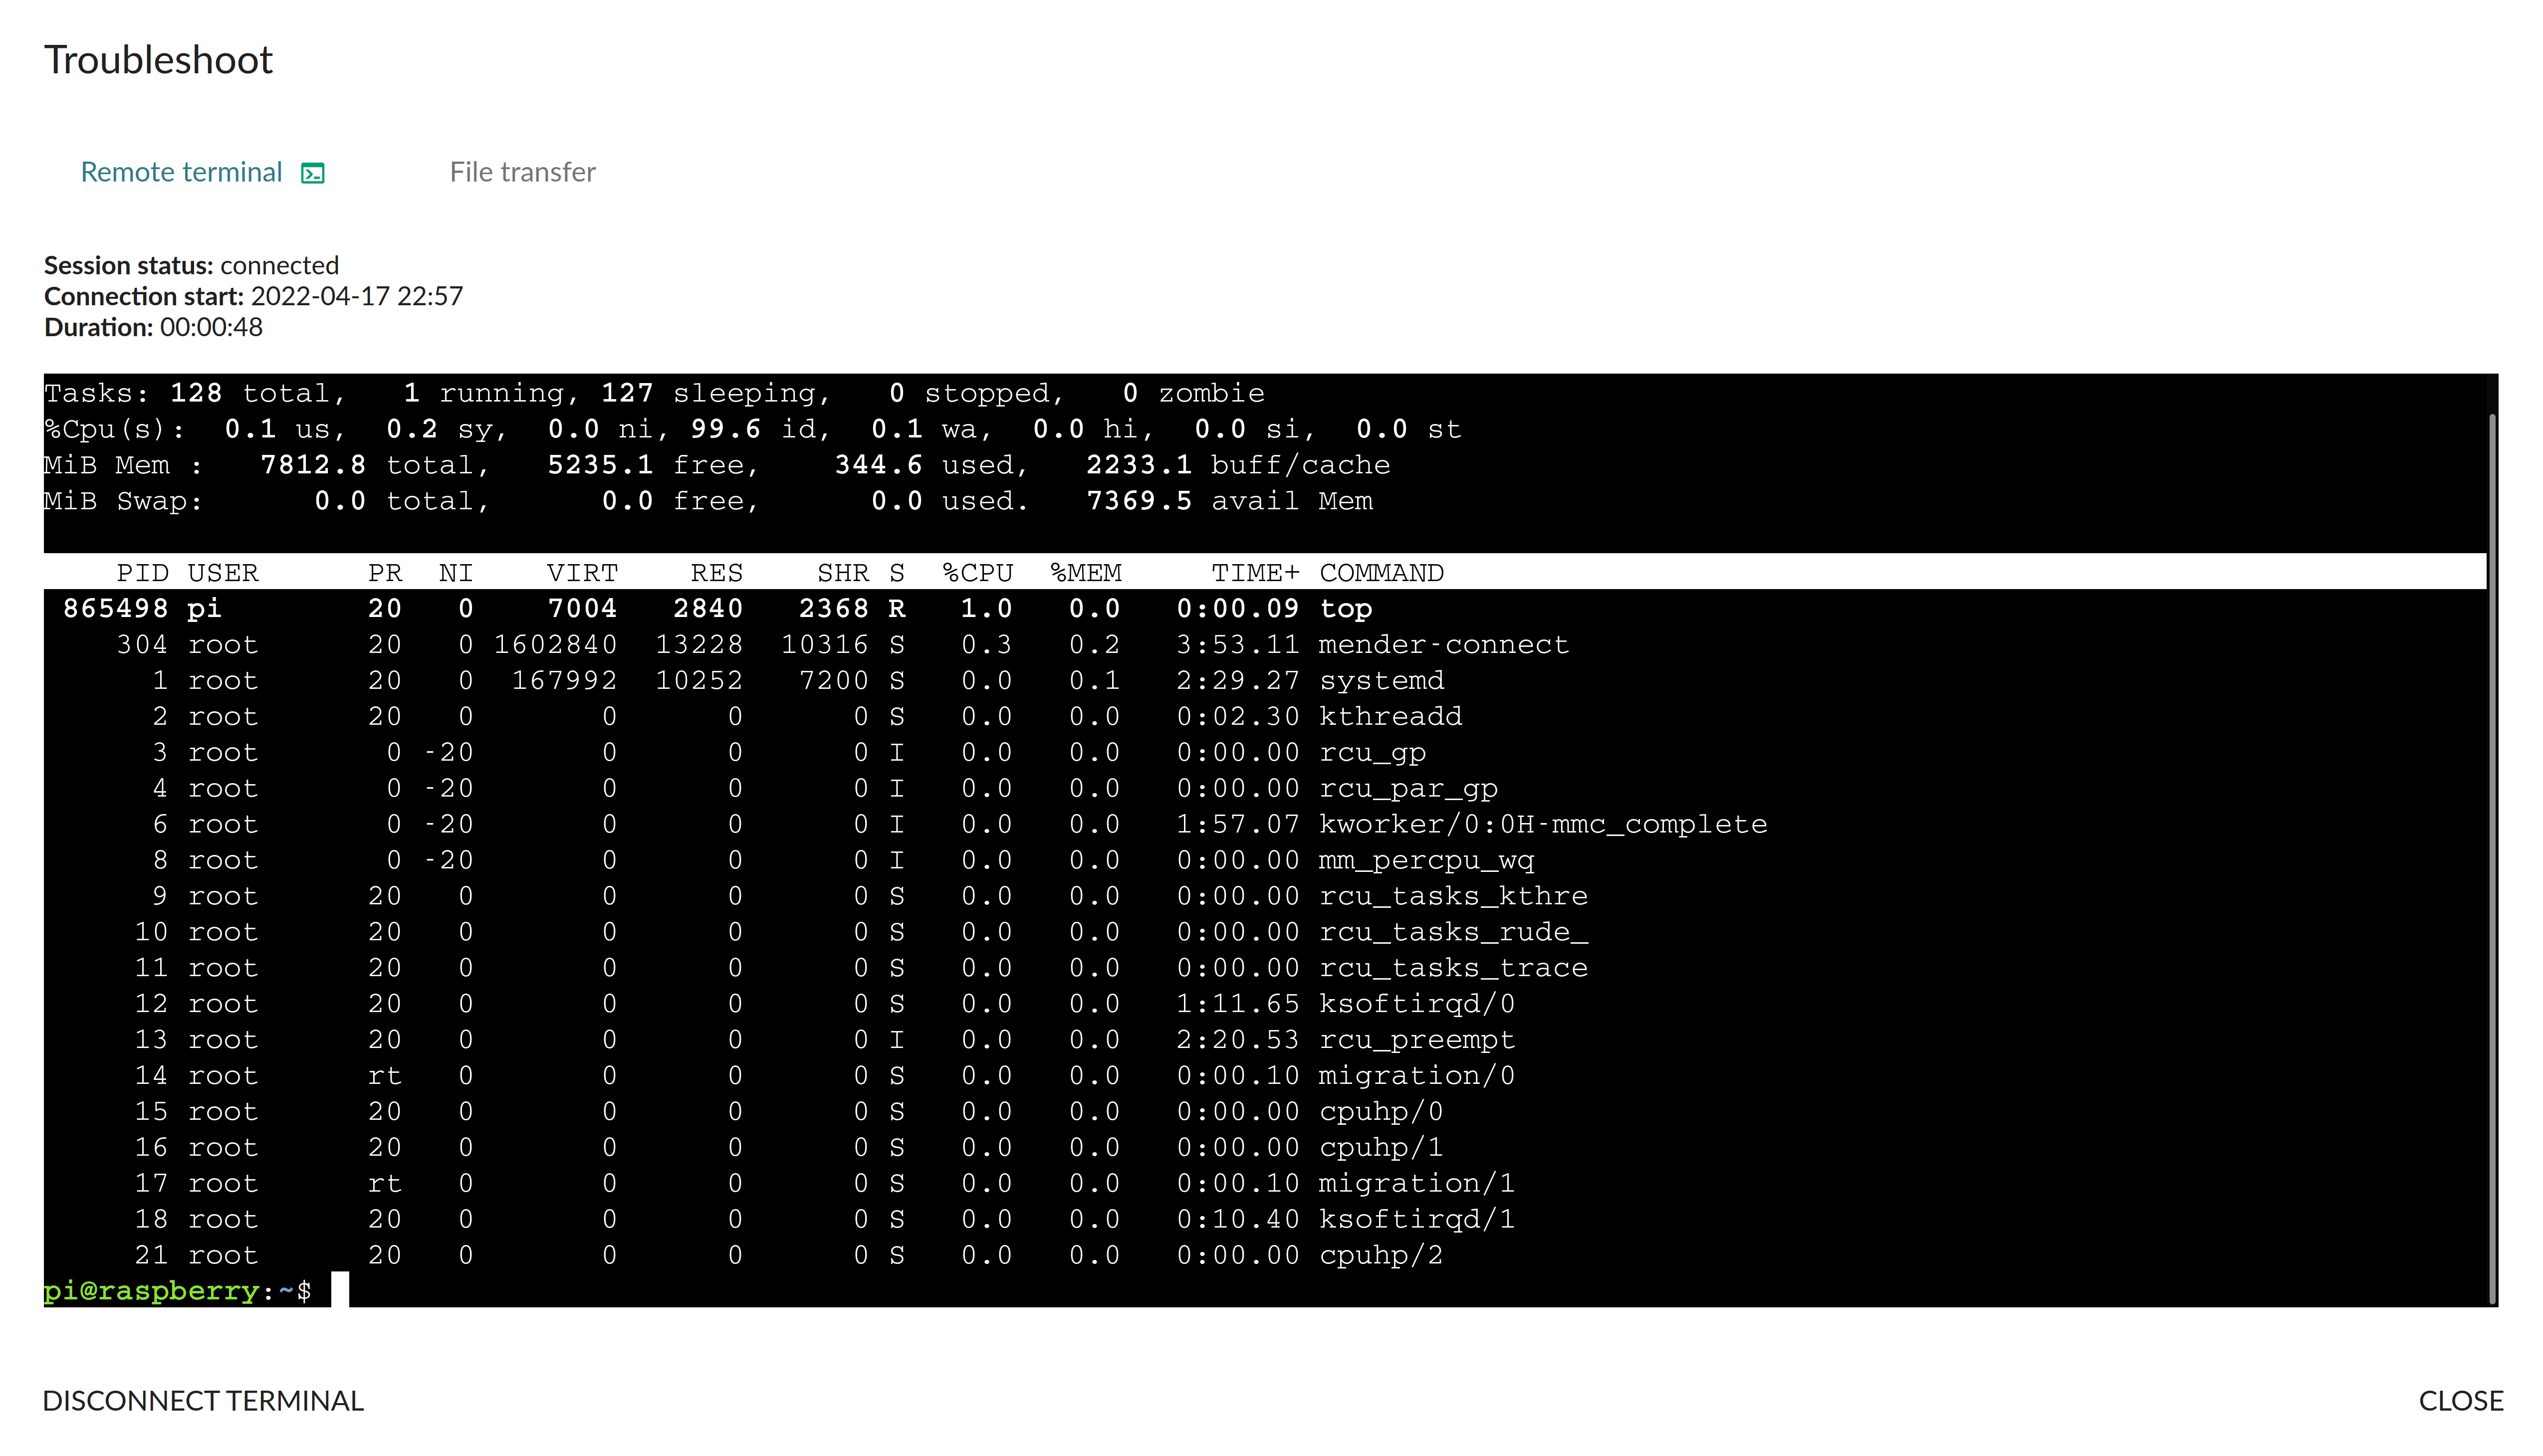 Troubleshoot
Remote terminal File transfer
Session status: connected
Connection start: 2022-04-17 22:57
Duration: 00:00:48
Tasks: 128 total,   1 running, 127 sleeping,   0 stopped,   0 zombie
%Cpu(s):  0.1 us,  0.2 sy,  0.0 ni, 99.6 id,  0.1 wa,  0.0 hi,  0.0 si,  0.0 st
MiB Mem :   7812.8 total,   5235.1 free,    344.6 used,   2233.1 buff/cache
MiB Swap:      0.0 total,      0.0 free,      0.0 used.   7369.5 avail Mem
    PID USER      PR  NI    VIRT    RES    SHR S  %CPU  %MEM     TIME+ COMMAND
 865498 pi        20   0    7004   2840   2368 R   1.0   0.0   0:00.09 top
    304 root      20   0 1602840  13228  10316 S   0.3   0.2   3:53.11 mender-connect
      1 root      20   0  167992  10252   7200 S   0.0   0.1   2:29.27 systemd
      2 root      20   0       0      0      0 S   0.0   0.0   0:02.30 kthreadd
      3 root       0 -20       0      0      0 I   0.0   0.0   0:00.00 rcu_gp
      4 root       0 -20       0      0      0 I   0.0   0.0   0:00.00 rcu_par_gp
      6 root       0 -20       0      0      0 I   0.0   0.0   1:57.07 kworker/0:0H-mmc_complete
      8 root       0 -20       0      0      0 I   0.0   0.0   0:00.00 mm_percpu_wq
      9 root      20   0       0      0      0 S   0.0   0.0   0:00.00 rcu_tasks_kthre
     10 root      20   0       0      0      0 S   0.0   0.0   0:00.00 rcu_tasks_rude_
     11 root      20   0       0      0      0 S   0.0   0.0   0:00.00 rcu_tasks_trace
     12 root      20   0       0      0      0 S   0.0   0.0   1:11.65 ksoftirqd/0
     13 root      20   0       0      0      0 I   0.0   0.0   2:20.53 rcu_preempt
     14 root      rt   0       0      0      0 S   0.0   0.0   0:00.10 migration/0
     15 root      20   0       0      0      0 S   0.0   0.0   0:00.00 cpuhp/0
     16 root      20   0       0      0      0 S   0.0   0.0   0:00.00 cpuhp/1
     17 root      rt   0       0      0      0 S   0.0   0.0   0:00.10 migration/1
     18 root      20   0       0      0      0 S   0.0   0.0   0:10.40 ksoftirqd/1
     21 root      20   0       0      0      0 S   0.0   0.0   0:00.00 cpuhp/2
pi@raspberry:~$
DISCONNECT TERMINAL CLOSE